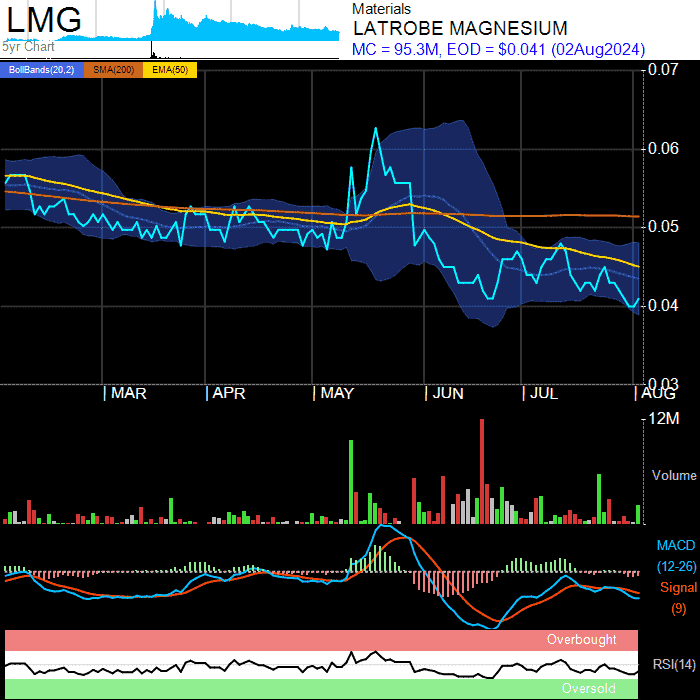 LMG
5yr Chart
Materials
LATROBE MAGNESIUM
MC = 95.3M, EOD = $0.041 (02Aug2024)
BollBands(20,2) SMA(200) EMA(50)
0.07
0.06
0.05
0.04
0.03
MAR APR MAY JUN JUL AUG
12M
Volume
MACD
(12-26)
Signal
(9)
Overbought
RSI(14)
Oversold